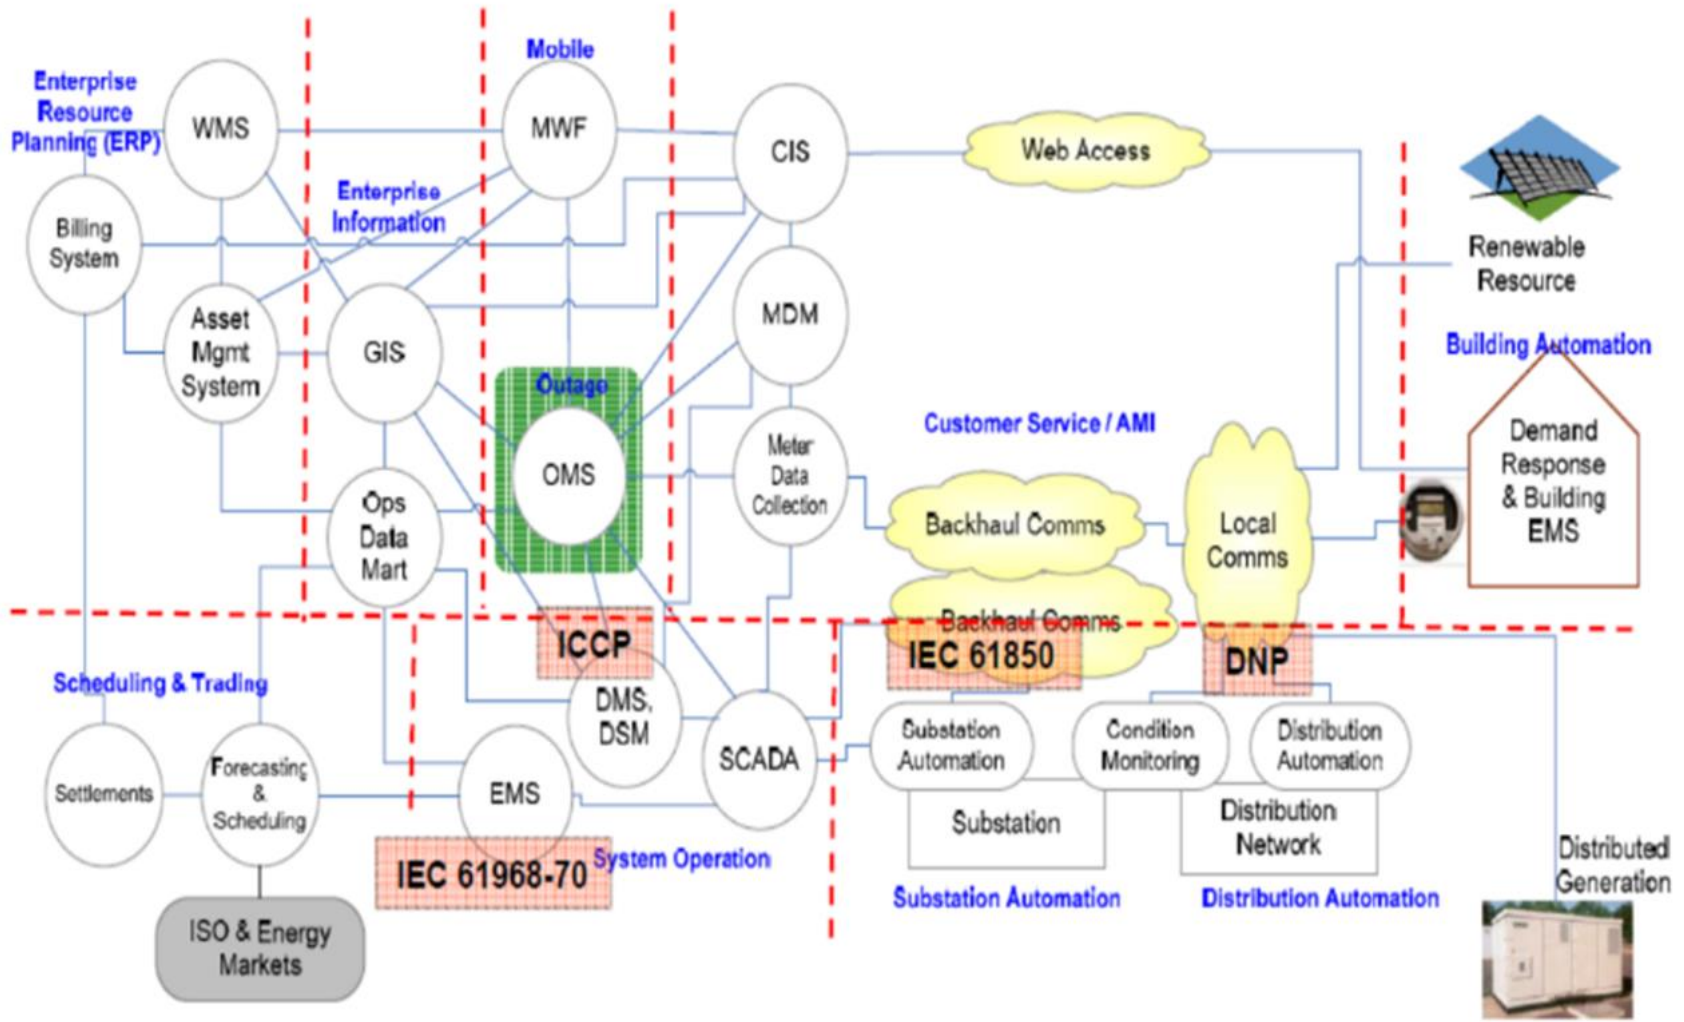 Mobile
Enterprise
Resource
Planning (ERP)
WMS
MWF
CIS
Web Access
Enterprise
Information
Billing
System
Renewable
Resource
MDM
Asset
Mgmt
System
GIS
Building Automation
Outage
Customer Service / AMI
OMS
Meter
Data
Collection
Demand
Response
& Building
EMS
Ops
Data
Mart
Backhaul Comms
Local
Comms
Backhaul Comms
ICCP
IEC 61850
DNP
Scheduling & Trading
DMS,
DSM
SCADA
Substation
Automation
Condition
Monitoring
Distribution
Automation
Settlements
Forecasting
&
Scheduling
EMS
Substation
Distribution
Network
IEC 61968-70
System Operation
Distributed
Generation
Substation Automation
Distribution Automation
ISO & Energy
Markets